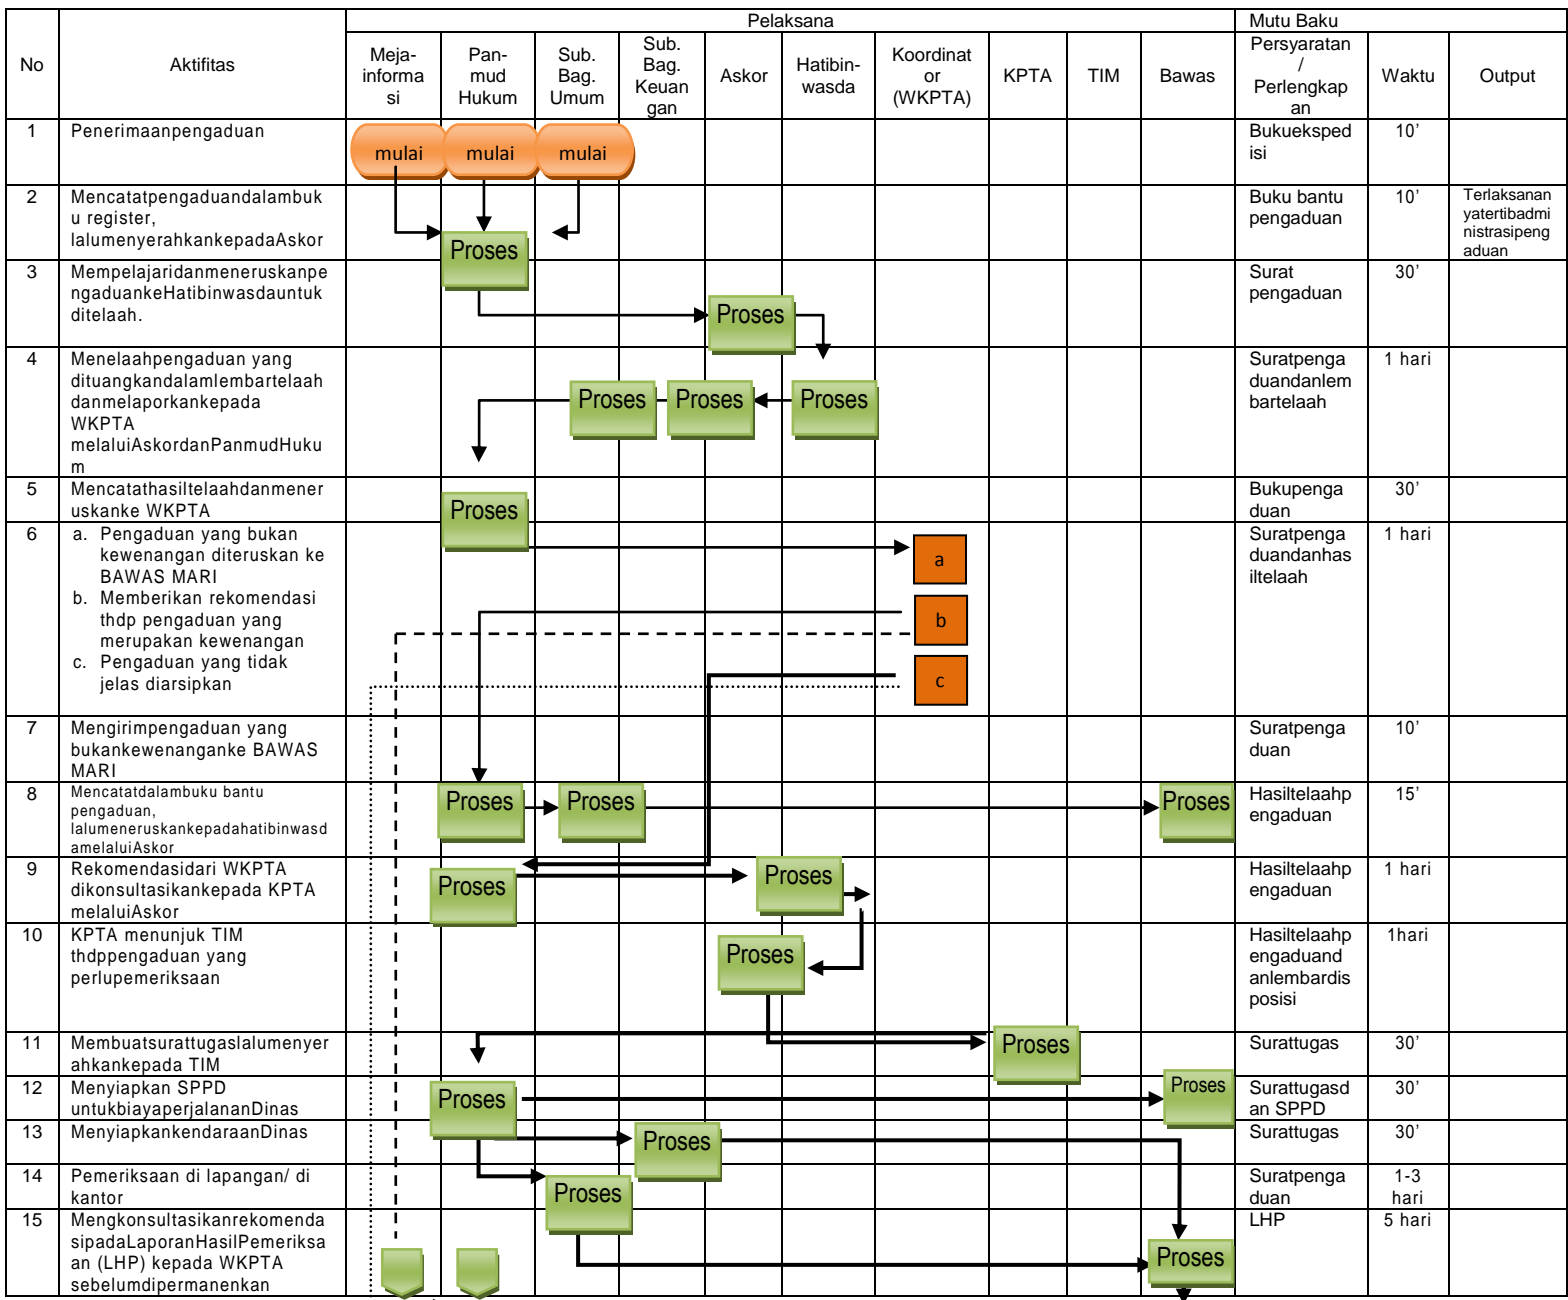 Pelaksana
Mutu Baku
No
Aktifitas
Meja-
informa
si
Pan-
mud
Hukum
Sub.
Bag.
Umum
Sub.
Bag.
Keuan
gan
Askor
Hatibin-
wasda
Koordinat
or
(WKPTA)
KPTA
TIM
Bawas
Persyaratan
/
Perlengkap
an
Waktu
Output
1
Penerimaanpengaduan
mulai
mulai
mulai
Bukueksped
isi
10’
2
Mencatatpengaduandalambuk
u register,
lalumenyerahkankepadaAskor
Proses
Buku bantu
pengaduan
10’
Terlaksanan
yatertibadmi
nistrasipeng
aduan
3
Mempelajaridanmeneruskanpe
ngaduankeHatibinwasdauntuk
ditelaah.
Proses
Surat
pengaduan
30’
4
Menelaahpengaduan yang
dituangkandalamlembartelaah
danmelaporkankepada
WKPTA
melaluiAskordanPanmudHuku
m
Proses
Proses
Proses
Suratpenga
duandanlem
bartelaah
1 hari
5
Mencatathasiltelaahdanmener
uskanke WKPTA
Proses
Bukupenga
duan
30’
6
a. Pengaduan yang bukan
kewenangan diteruskan ke
BAWAS MARI
b. Memberikan rekomendasi
thdp pengaduan yang
merupakan kewenangan
c. Pengaduan yang tidak
jelas diarsipkan
a
b
c
Suratpenga
duandanhas
iltelaah
1 hari
7
Mengirimpengaduan yang
bukankewenanganke BAWAS
MARI
Suratpenga
duan
10’
8
Mencatatdalambuku bantu
pengaduan,
lalumeneruskankepadahatibinwasd
amelaluiAskor
Proses
Proses
Proses
Hasiltelaahp
engaduan
15’
9
Rekomendasidari WKPTA
dikonsultasikankepada KPTA
melaluiAskor
Proses
Proses
Hasiltelaahp
engaduan
1 hari
10
KPTA menunjuk TIM
thdppengaduan yang
perlupemeriksaan
Proses
Hasiltelaahp
engaduand
anlembardis
posisi
1hari
11
Membuatsurattugaslalumenyer
ahkankepada TIM
Proses
Surattugas
30’
12
Menyiapkan SPPD
untukbiayaperjalananDinas
Proses
Proses
Surattugasd
an SPPD
30’
13
MenyiapkankendaraanDinas
Proses
Surattugas
30’
14
Pemeriksaan di lapangan/ di
kantor
Proses
Suratpenga
duan
1-3
hari
15
Mengkonsultasikanrekomenda
sipadaLaporanHasilPemeriksa
an (LHP) kepada WKPTA
sebelumdipermanenkan
Proses
LHP
5 hari